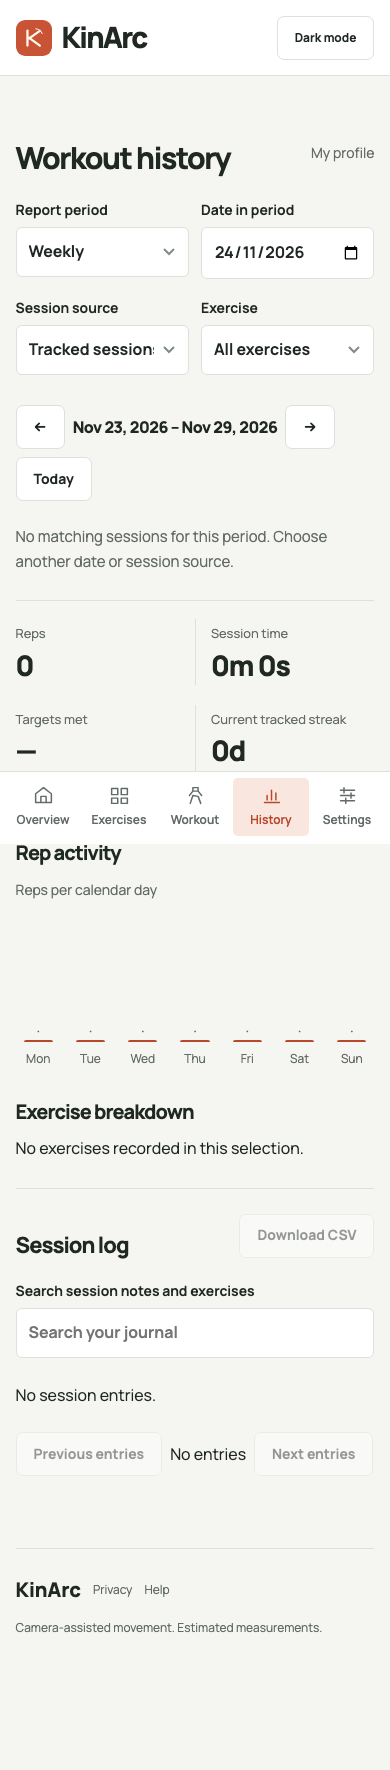 KinArc
Dark mode
Workout history
My profile
Report period
Date in period
Weekly
24/11/2026
Session source
Exercise
Tracked sessions
All exercises
← Nov 23, 2026 – Nov 29, 2026 →
Today
No matching sessions for this period. Choose
another date or session source.
Reps
Session time
0
0m 0s
Targets met
Current tracked streak
—
0d
Overview
Exercises
Workout
History
Settings
Rep activity
Reps per calendar day
Mon
Tue
Wed
Thu
Fri
Sat
Sun
Exercise breakdown
No exercises recorded in this selection.
Session log
Download CSV
Search session notes and exercises
Search your journal
No session entries.
Previous entries
No entries
Next entries
KinArc
Privacy
Help
Camera-assisted movement. Estimated measurements.